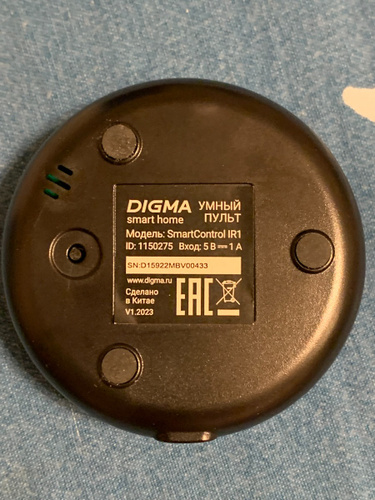 DIGMA УМНЫЙ
smart home ПУЛЬТ
Модель: SmartControl IR1
ID: 1150275 Вход: 5 В ⎓ 1 А
SN:D15922MBV00433
www.digma.ru
Сделано
в Китае
V1.2023
EAC